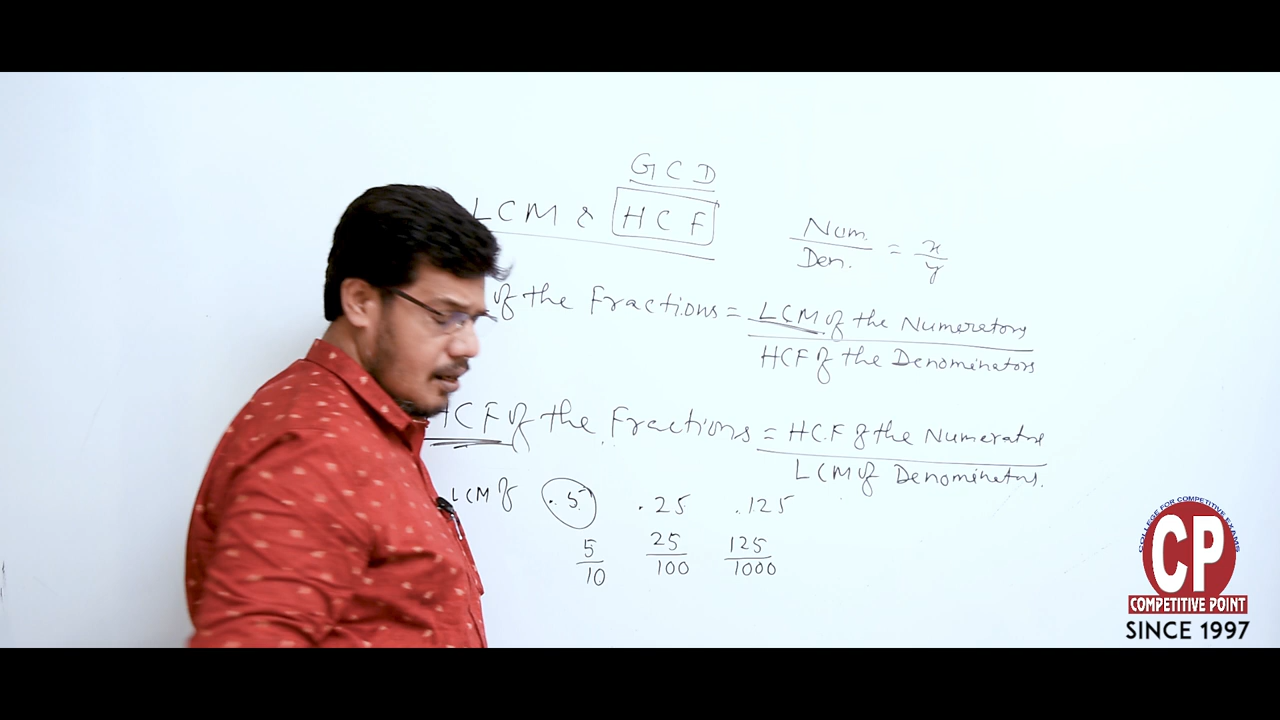 GCD
LCM & HCF
Num. / Den. = x / y
of the Fractions = LCM of the Numeretors / HCF of the Denominators
HCF of the Fractions = HCF of the Numerator / LCM of Denominators.
LCM of .5 .25 .125
5/10 25/100 125/1000
COLLEGE FOR COMPETITIVE EXAMS
CP
COMPETITIVE POINT
SINCE 1997